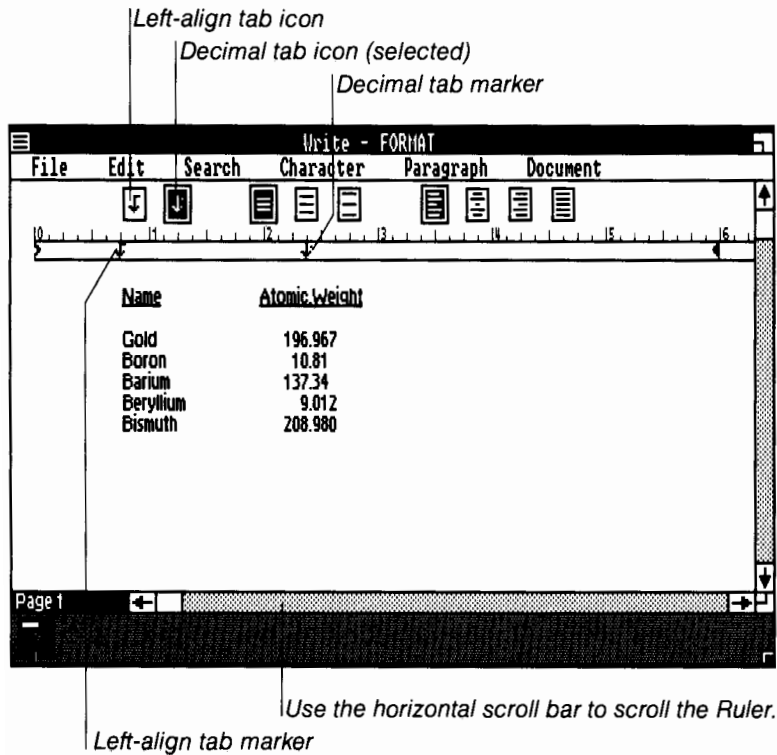 Left-align tab icon
Decimal tab icon (selected)
Decimal tab marker
Write - FORMAT
File Edit Search Character Paragraph Document
0 1 2 3 4 5 6
Name Atomic Weight
Gold 196.967
Boron 10.81
Barium 137.34
Beryllium 9.012
Bismuth 208.980
Page 1
Use the horizontal scroll bar to scroll the Ruler.
Left-align tab marker